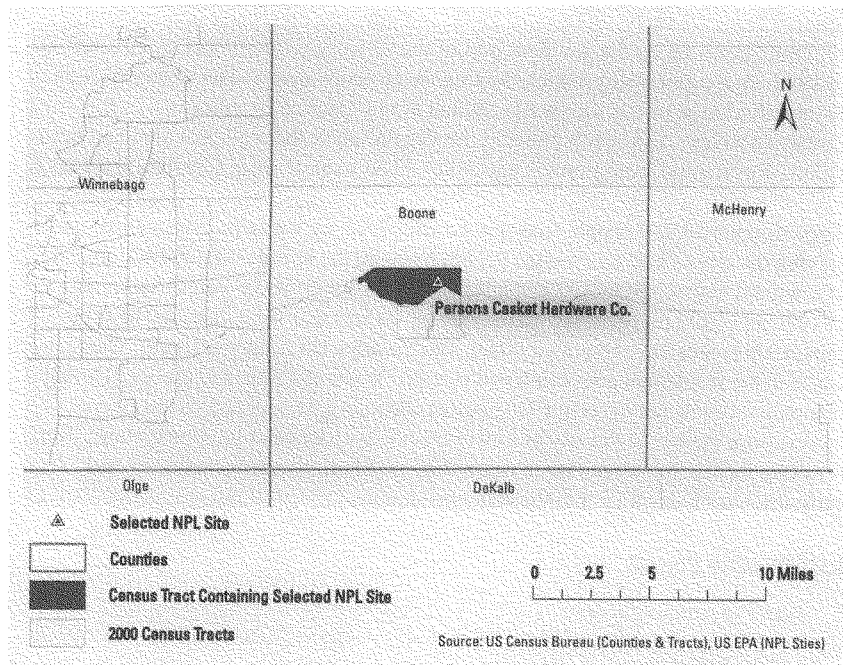 N
Winnebago
Boone
McHenry
Parsons Casket Hardware Co.
Olge
DeKalb
Selected NPL Site
Counties
Census Tract Containing Selected NPL Site
2000 Census Tracts
0 2.5 5 10 Miles
Source: US Census Bureau (Counties & Tracts), US EPA (NPL Sties)